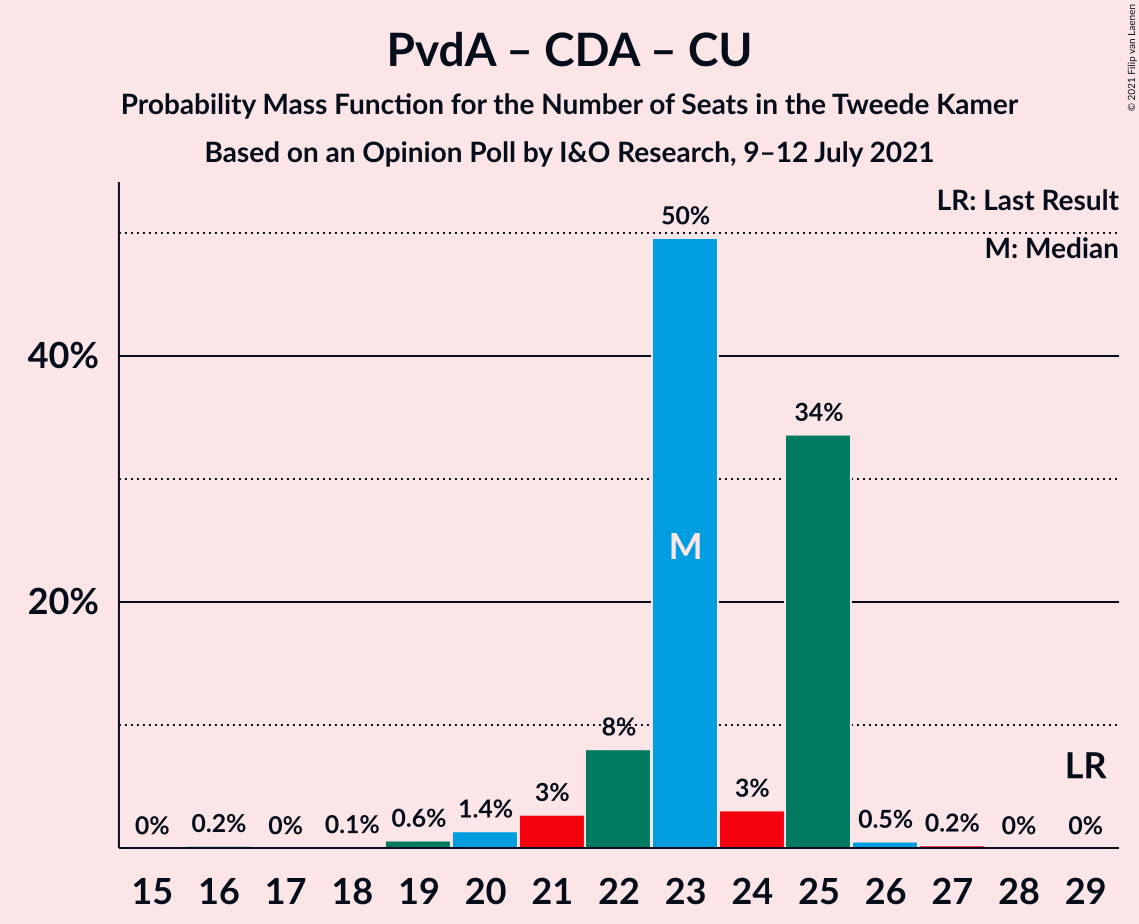 PvdA – CDA – CU
Probability Mass Function for the Number of Seats in the Tweede Kamer
Based on an Opinion Poll by I&O Research, 9–12 July 2021
© 2021 Filip van Laenen
LR: Last Result
M: Median
40%
20%
0%
0.2%
0%
0.1%
0.6%
1.4%
3%
8%
50%
3%
34%
0.5%
0.2%
0%
0%
M
LR
15 16 17 18 19 20 21 22 23 24 25 26 27 28 29